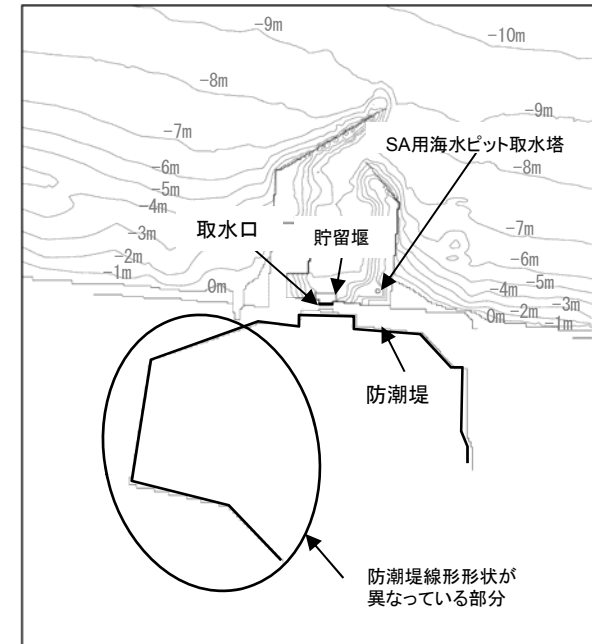 -9m
-10m
-8m
-9m
-7m
SA用海水ピット取水塔
-8m
-6m
-5m
-4m
-7m
取水口
貯留堰
-3m
-6m
-2m
-5m
-1m
-4m
0m
-3m
0m
-2m
-1m
防潮堤
防潮堤線形形状が
異なっている部分